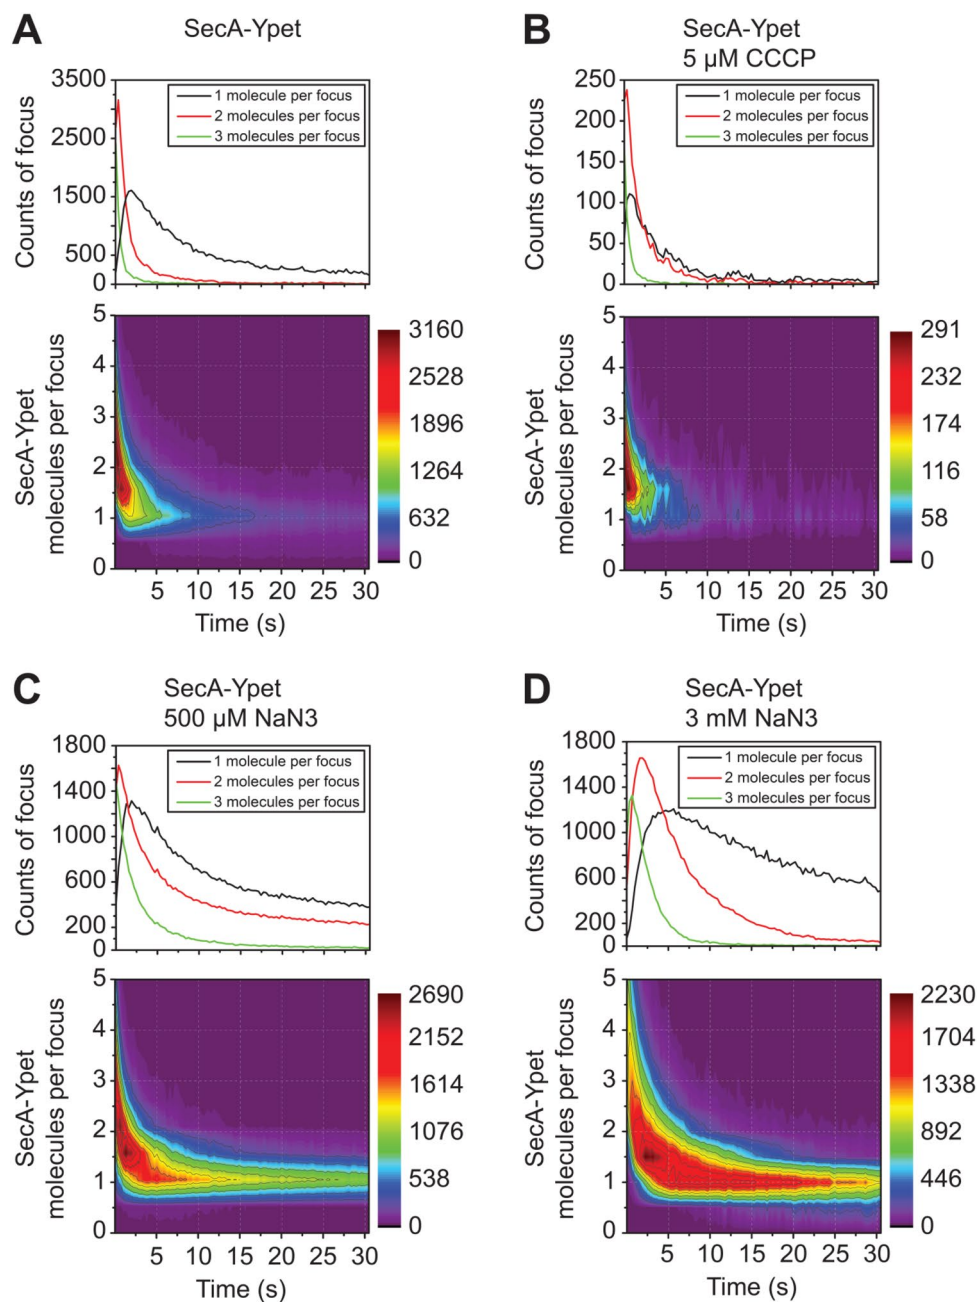 A
SecA-Ypet
3500
2500
1500
500
0
Counts of focus
1 molecule per focus
2 molecules per focus
3 molecules per focus
5
4
3
2
1
0
SecA-Ypet
molecules per focus
3160
2528
1896
1264
632
0
5 10 15 20 25 30
Time (s)
B
SecA-Ypet
5 µM CCCP
250
200
150
100
50
0
Counts of focus
1 molecule per focus
2 molecules per focus
3 molecules per focus
5
4
3
2
1
0
SecA-Ypet
molecules per focus
291
232
174
116
58
0
5 10 15 20 25 30
Time (s)
C
SecA-Ypet
500 µM NaN3
1800
1400
1000
600
200
0
Counts of focus
1 molecule per focus
2 molecules per focus
3 molecules per focus
5
4
3
2
1
0
SecA-Ypet
molecules per focus
2690
2152
1614
1076
538
0
5 10 15 20 25 30
Time (s)
D
SecA-Ypet
3 mM NaN3
1800
1400
1000
600
200
0
Counts of focus
1 molecule per focus
2 molecules per focus
3 molecules per focus
5
4
3
2
1
0
SecA-Ypet
molecules per focus
2230
1704
1338
892
446
0
5 10 15 20 25 30
Time (s)